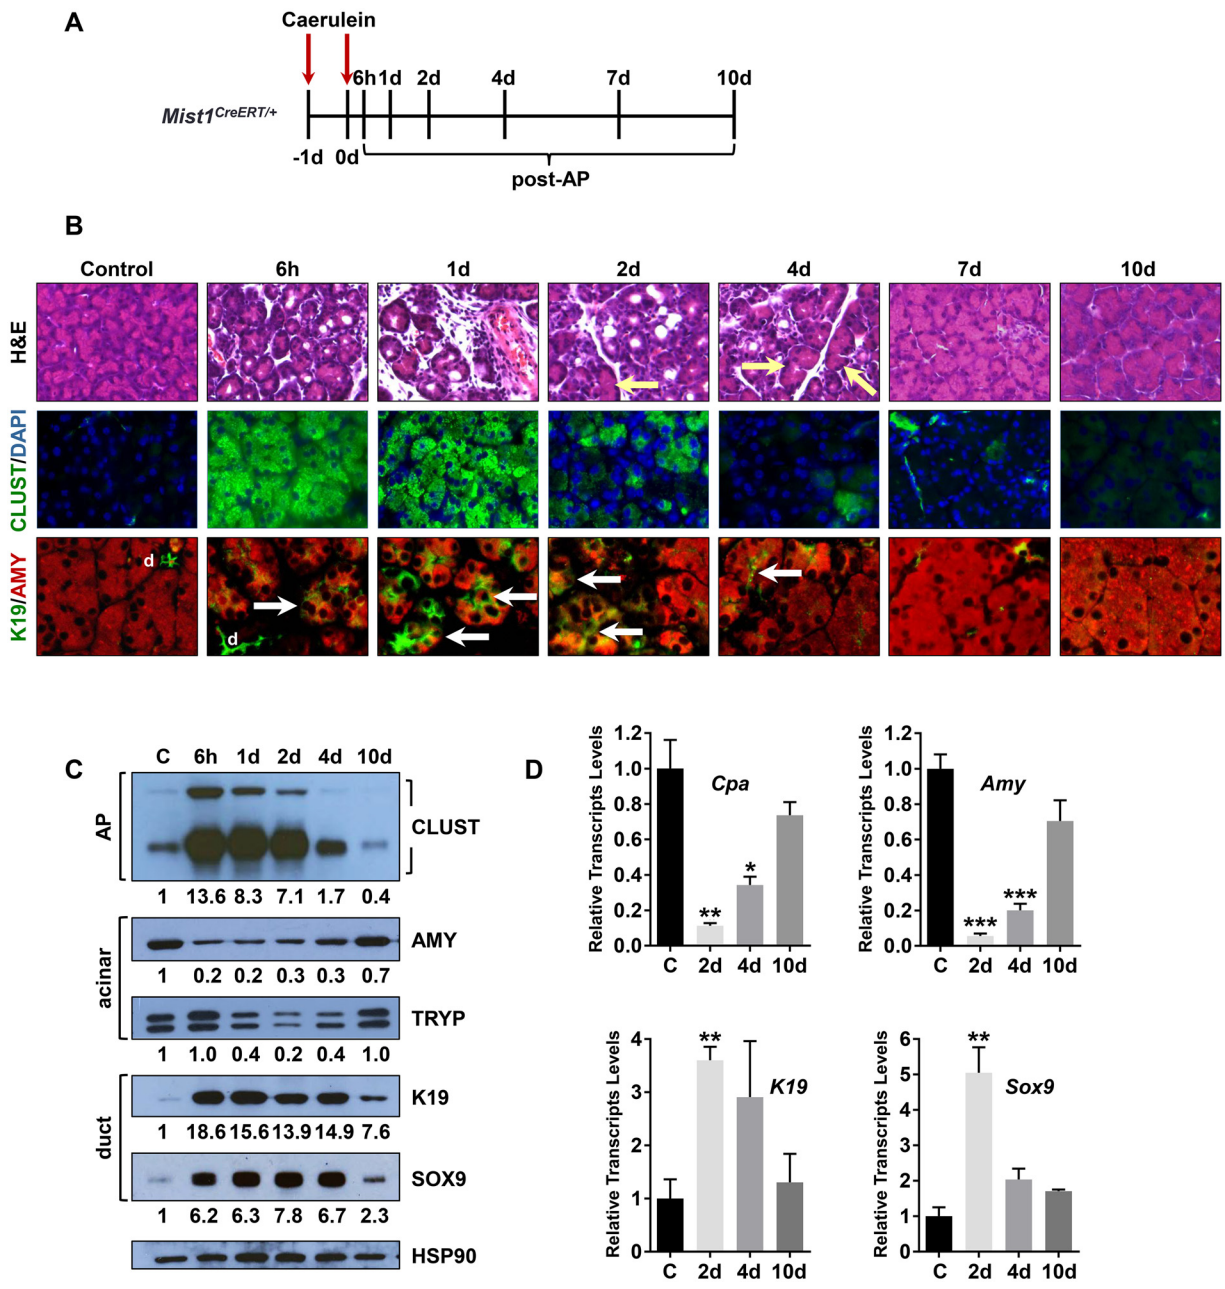 A
Caerulein
6h 1d 2d 4d 7d 10d
Mist1CreERT/+
-1d 0d
post-AP
B
Control 6h 1d 2d 4d 7d 10d
H&E
CLUST/DAPI
K19/AMY
d
d
C
C 6h 1d 2d 4d 10d
AP
CLUST
1 13.6 8.3 7.1 1.7 0.4
acinar
AMY
1 0.2 0.2 0.3 0.3 0.7
TRYP
1 1.0 0.4 0.2 0.4 1.0
duct
K19
1 18.6 15.6 13.9 14.9 7.6
SOX9
1 6.2 6.3 7.8 6.7 2.3
HSP90
D
Relative Transcripts Levels
1.2
1.0
0.8
0.6
0.4
0.2
0.0
Cpa
**
*
C 2d 4d 10d
Relative Transcripts Levels
1.2
1.0
0.8
0.6
0.4
0.2
0.0
Amy
***
***
C 2d 4d 10d
Relative Transcripts Levels
4
3
2
1
0
**
K19
C 2d 4d 10d
Relative Transcripts Levels
6
5
4
3
2
1
0
**
Sox9
C 2d 4d 10d